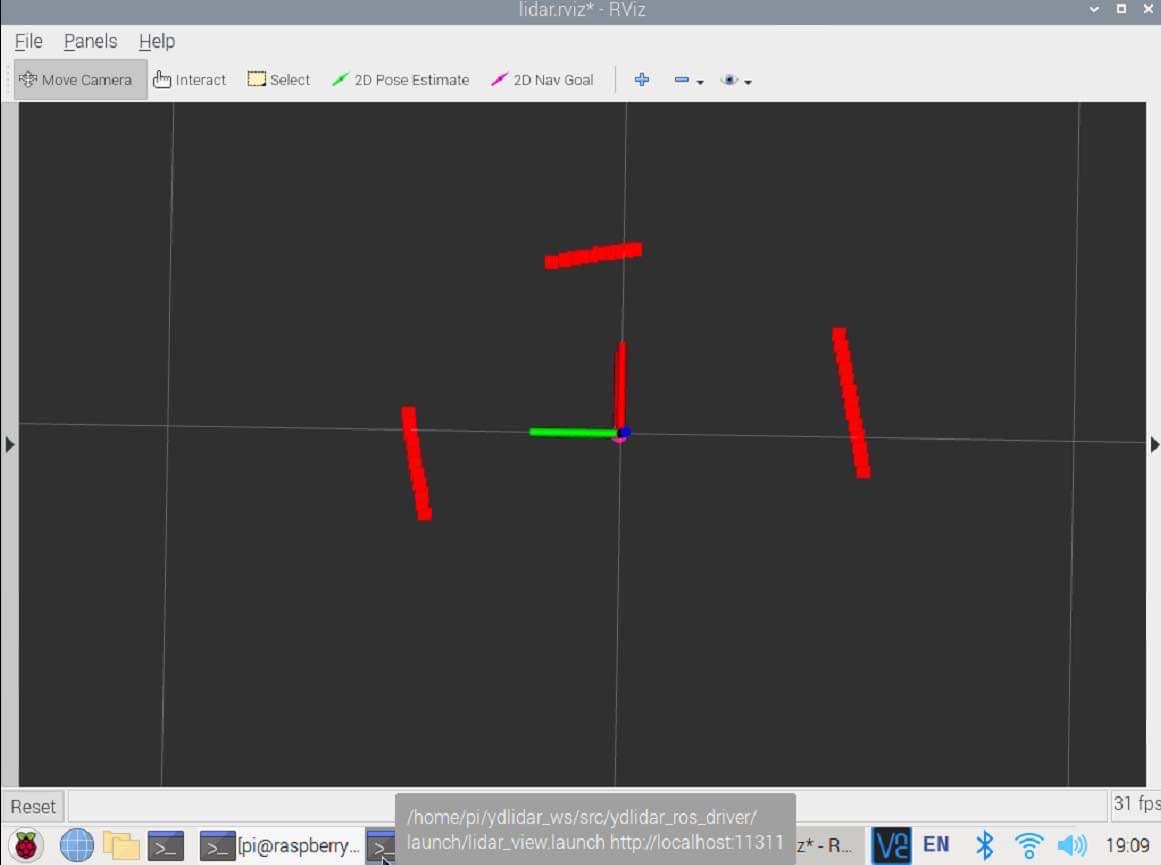 lidar.rviz* - RViz
File Panels Help
Move Camera Interact Select 2D Pose Estimate 2D Nav Goal
Reset
31 fps
/home/pi/ydlidar_ws/src/ydlidar_ros_driver/
launch/lidar_view.launch http://localhost:11311
[pi@raspberry... z* - R... EN 19:09